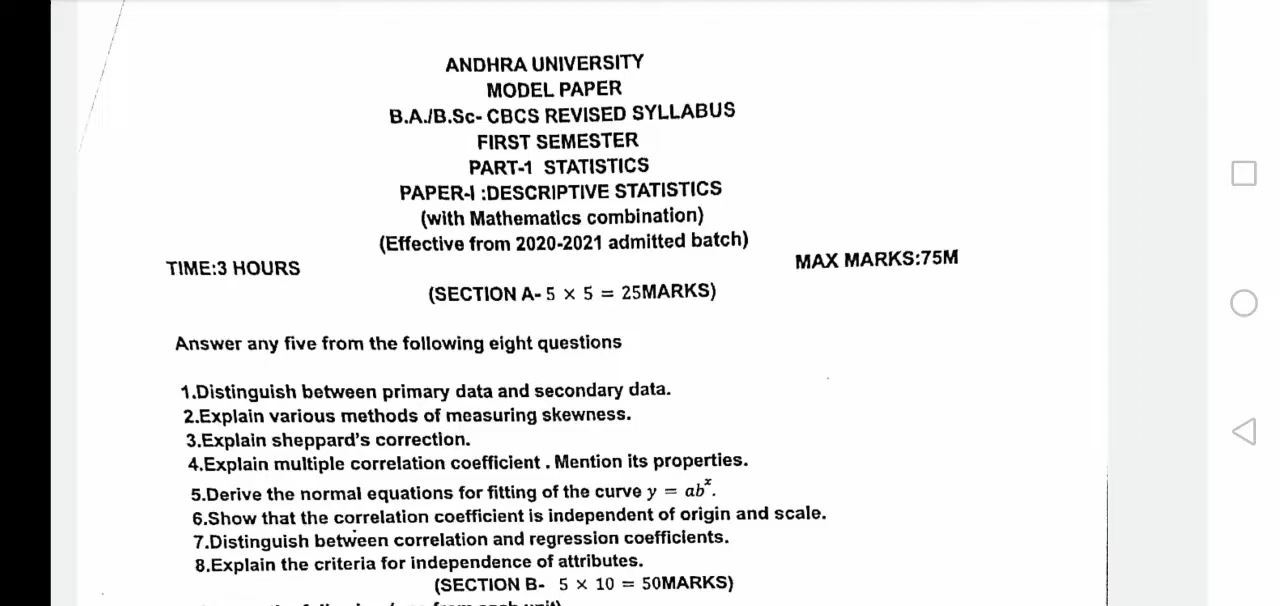 ANDHRA UNIVERSITY
MODEL PAPER
B.A./B.Sc- CBCS REVISED SYLLABUS
FIRST SEMESTER
PART-1 STATISTICS
PAPER-I :DESCRIPTIVE STATISTICS
(with Mathematics combination)
(Effective from 2020-2021 admitted batch)
TIME:3 HOURS MAX MARKS:75M
(SECTION A- 5 × 5 = 25MARKS)
Answer any five from the following eight questions
1.Distinguish between primary data and secondary data.
2.Explain various methods of measuring skewness.
3.Explain sheppard's correction.
4.Explain multiple correlation coefficient . Mention its properties.
5.Derive the normal equations for fitting of the curve y = abˣ.
6.Show that the correlation coefficient is independent of origin and scale.
7.Distinguish between correlation and regression coefficients.
8.Explain the criteria for independence of attributes.
(SECTION B- 5 × 10 = 50MARKS)